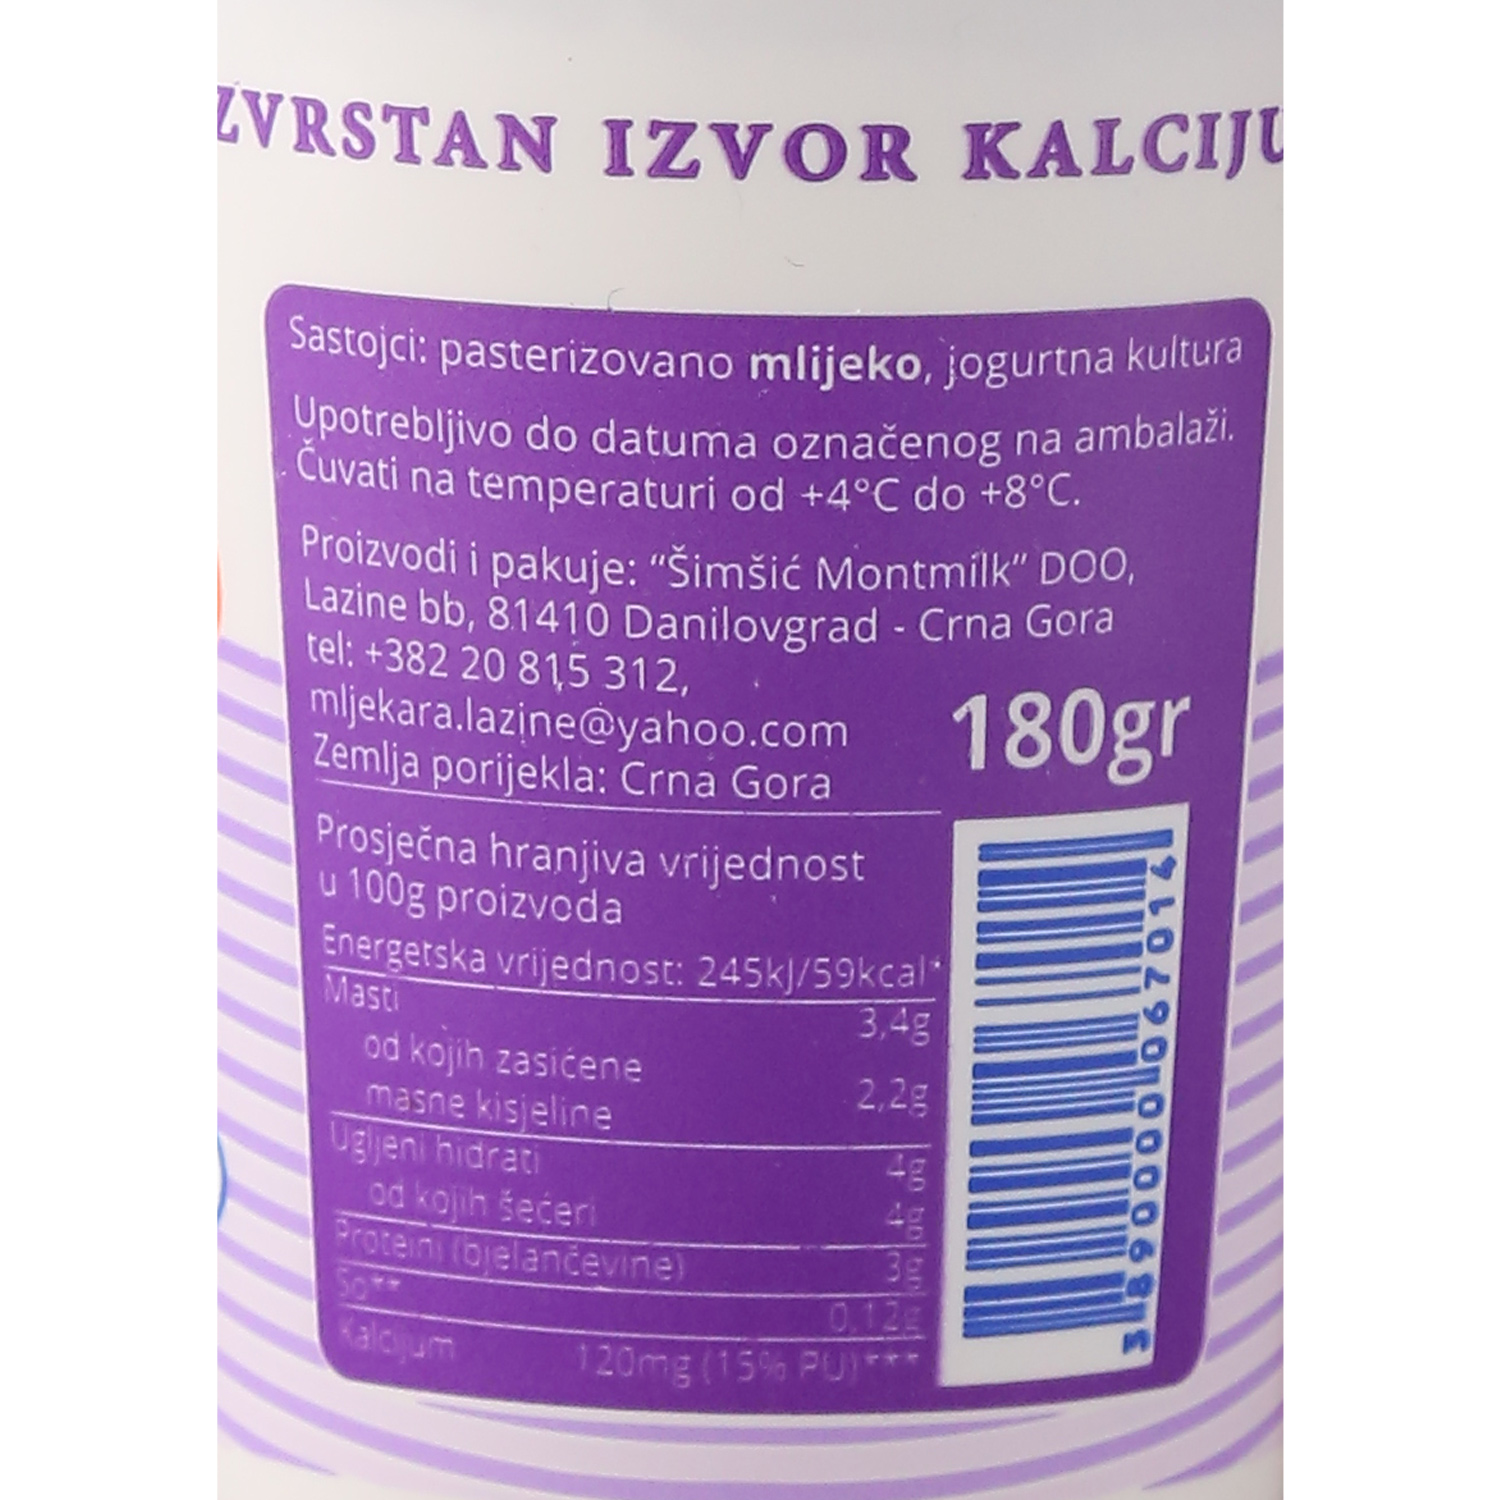 ZVRSTAN IZVOR KALCIJU
Sastojci: pasterizovano mlijeko, jogurtna kultura
Upotrebljivo do datuma označenog na ambalaži.
Čuvati na temperaturi od +4°C do +8°C.
Proizvodi i pakuje: “Šimšić Montmilk” DOO,
Lazine bb, 81410 Danilovgrad - Crna Gora
tel: +382 20 815 312,
mljekara.lazine@yahoo.com
Zemlja porijekla: Crna Gora
180gr
Prosječna hranjiva vrijednost
u 100g proizvoda
Energetska vrijednost: 245kJ/59kcal*
Masti 3,4g
od kojih zasićene
masne kisjeline 2,2g
Ugljeni hidrati 4g
od kojih šećeri 4g
Proteini (bjelančevine) 3g
So** 0,12g
Kalcijum 120mg (15% PU)***
3890000067014